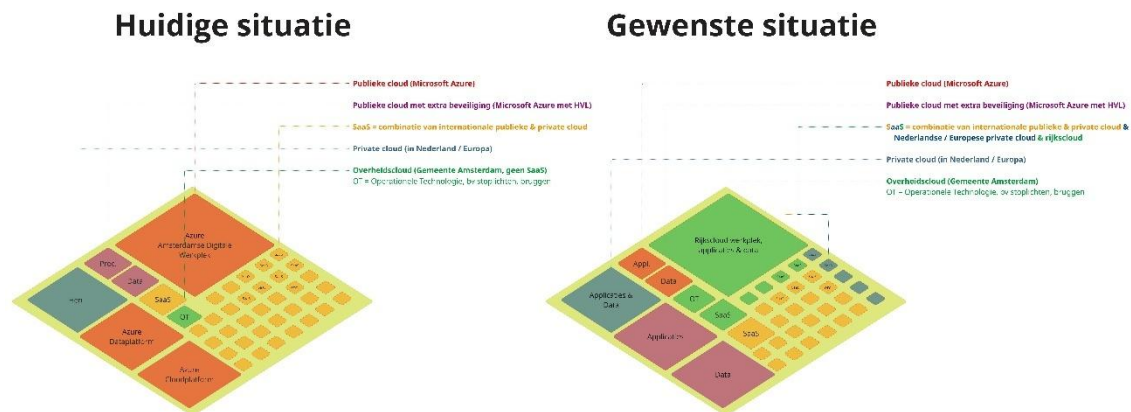 Huidige situatie
Publieke cloud (Microsoft Azure)
Publieke cloud met extra beveiliging (Microsoft Azure met HVL)
SaaS = combinatie van internationale publieke & private cloud
Private cloud (in Nederland / Europa)
Overheidscloud (Gemeente Amsterdam, geen SaaS)
OT = Operationele Technologie, bv stoplichten, bruggen
Azure
Amsterdamse Digitale
Werkplek
Proc.
Data
SaaS
OT
Azure
Dataplatform
Azure
Cloudplatform
Gewenste situatie
Publieke cloud (Microsoft Azure)
Publieke cloud met extra beveiliging (Microsoft Azure met HVL)
SaaS = combinatie van internationale publieke & private cloud &
Nederlandse / Europese private cloud & rijkscloud
Private cloud (in Nederland / Europa)
Overheidscloud (Gemeente Amsterdam)
OT = Operationele Technologie, bv stoplichten, bruggen
Rijkscloud werkplek,
applicaties & data
Appl.
Data
OT
SaaS
SaaS
Applicaties &
Data
Applicaties
Data